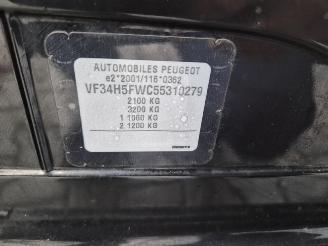 AUTOMOBILES PEUGEOT
e2*2001/116*0362
VF34H5FWC55310279
2100 KG
3200 KG
1 1060 KG
2 1200 KG